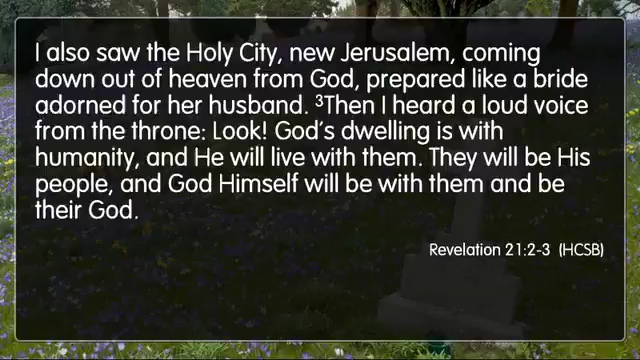 I also saw the Holy City, new Jerusalem, coming
down out of heaven from God, prepared like a bride
adorned for her husband. ³Then I heard a loud voice
from the throne: Look! God's dwelling is with
humanity, and He will live with them. They will be His
people, and God Himself will be with them and be
their God.
Revelation 21:2-3 (HCSB)